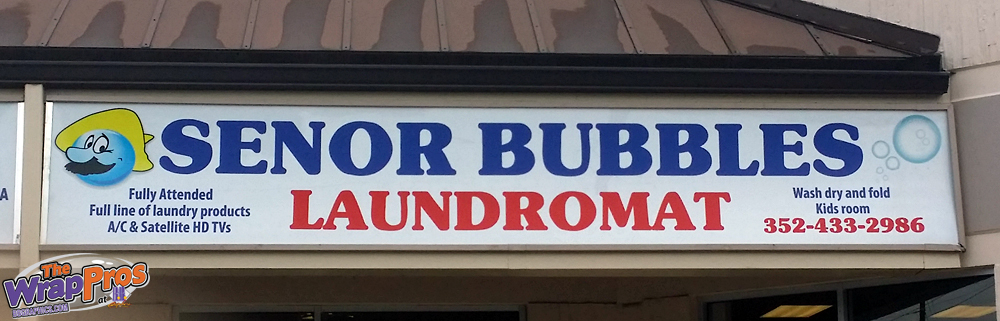 SENOR BUBBLES
LAUNDROMAT
Fully Attended
Full line of laundry products
A/C & Satellite HD TVs
Wash dry and fold
Kids room
352-433-2986
A
The
WrapPros
at